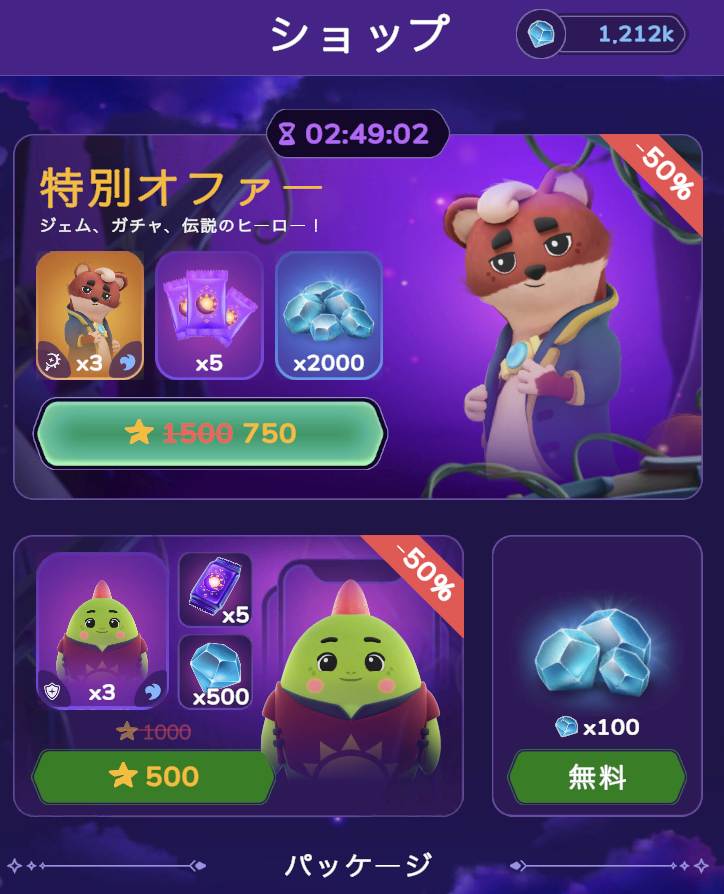 ショップ
1,212k
02:49:02
-50%
特別オファー
ジェム、ガチャ、伝説のヒーロー！
x3
x5
x2000
1500 750
-50%
x5
x3
x500
1000
500
x100
無料
パッケージ